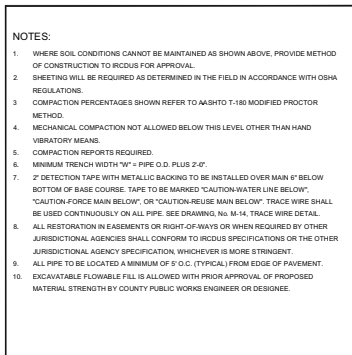 NOTES:
1. WHERE SOIL CONDITIONS CANNOT BE MAINTAINED AS SHOWN ABOVE, PROVIDE METHOD
OF CONSTRUCTION TO IRCDUS FOR APPROVAL.
2. SHEETING WILL BE REQUIRED AS DETERMINED IN THE FIELD IN ACCORDANCE WITH OSHA
REGULATIONS.
3 COMPACTION PERCENTAGES SHOWN REFER TO AASHTO T-180 MODIFIED PROCTOR
METHOD.
4. MECHANICAL COMPACTION NOT ALLOWED BELOW THIS LEVEL OTHER THAN HAND
VIBRATORY MEANS.
5. COMPACTION REPORTS REQUIRED.
6. MINIMUM TRENCH WIDTH "W" = PIPE O.D. PLUS 2'-0".
7. 2" DETECTION TAPE WITH METALLIC BACKING TO BE INSTALLED OVER MAIN 6" BELOW
BOTTOM OF BASE COURSE. TAPE TO BE MARKED "CAUTION-WATER LINE BELOW",
"CAUTION-FORCE MAIN BELOW", OR "CAUTION-REUSE MAIN BELOW". TRACE WIRE SHALL
BE USED CONTINUOUSLY ON ALL PIPE. SEE DRAWING, No. M-14, TRACE WIRE DETAIL.
8. ALL RESTORATION IN EASEMENTS OR RIGHT-OF-WAYS OR WHEN REQUIRED BY OTHER
JURISDICTIONAL AGENCIES SHALL CONFORM TO IRCDUS SPECIFICATIONS OR THE OTHER
JURISDICTIONAL AGENCY SPECIFICATION, WHICHEVER IS MORE STRINGENT.
9. ALL PIPE TO BE LOCATED A MINIMUM OF 5' O.C. (TYPICAL) FROM EDGE OF PAVEMENT.
10. EXCAVATABLE FLOWABLE FILL IS ALLOWED WITH PRIOR APPROVAL OF PROPOSED
MATERIAL STRENGTH BY COUNTY PUBLIC WORKS ENGINEER OR DESIGNEE.